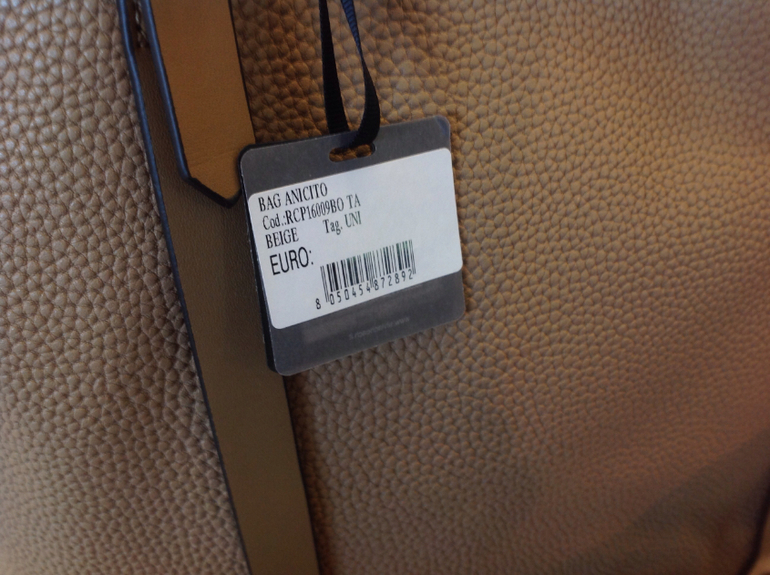 BAG ANICITO
Cod.:RCP16009BO TA
BEIGE Tag. UNI
EURO:
8 050454 872892